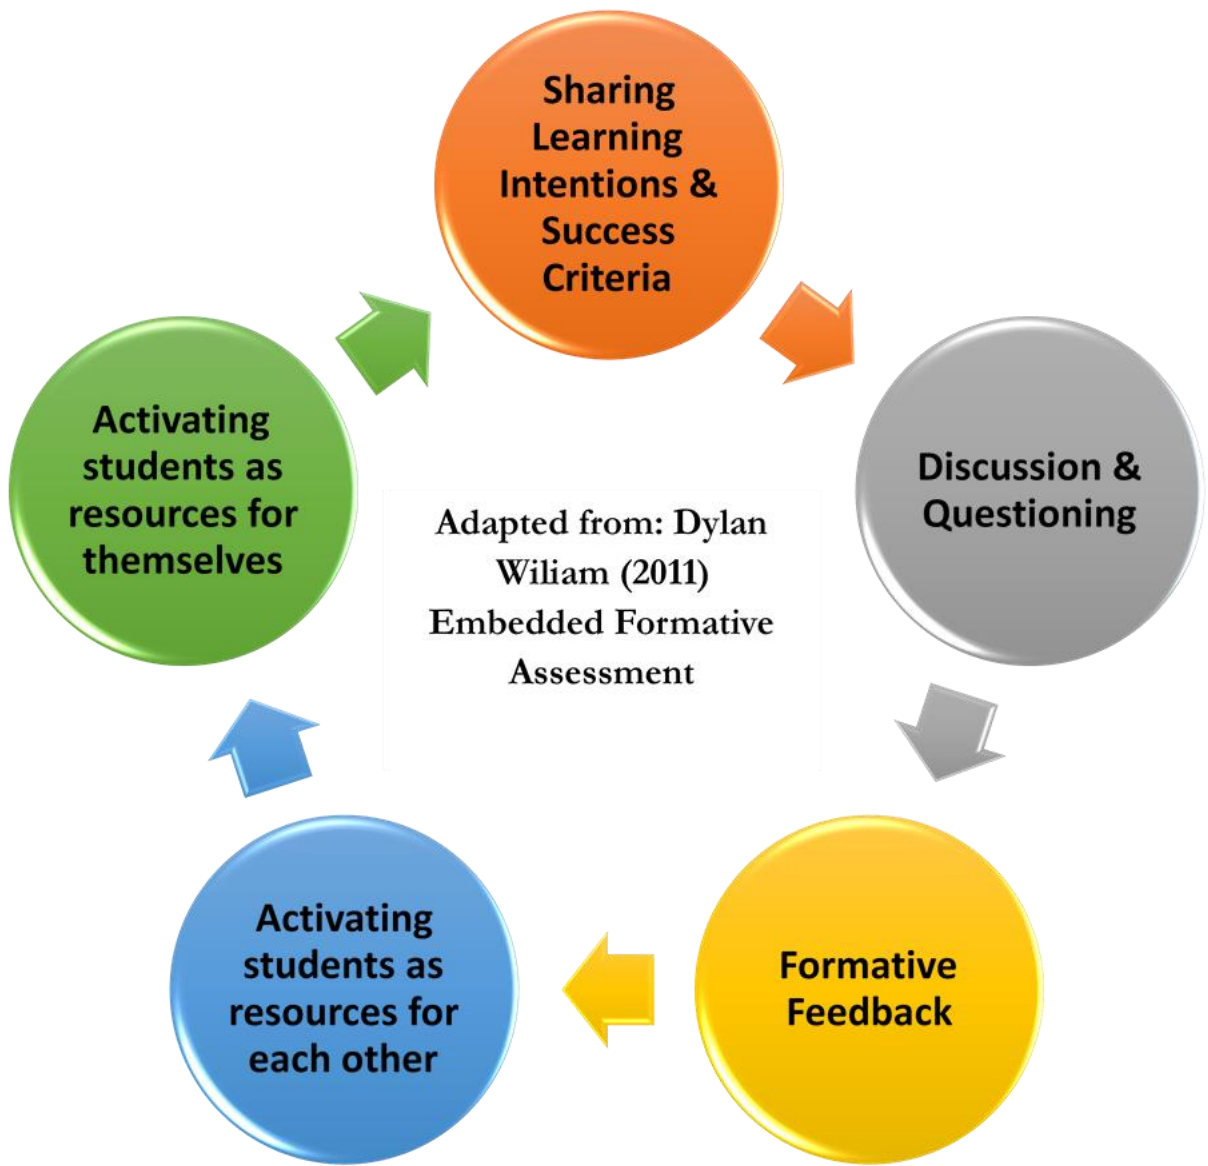 Sharing
Learning
Intentions &
Success
Criteria
Discussion &
Questioning
Formative
Feedback
Activating
students as
resources for
each other
Activating
students as
resources for
themselves
Adapted from: Dylan
Wiliam (2011)
Embedded Formative
Assessment